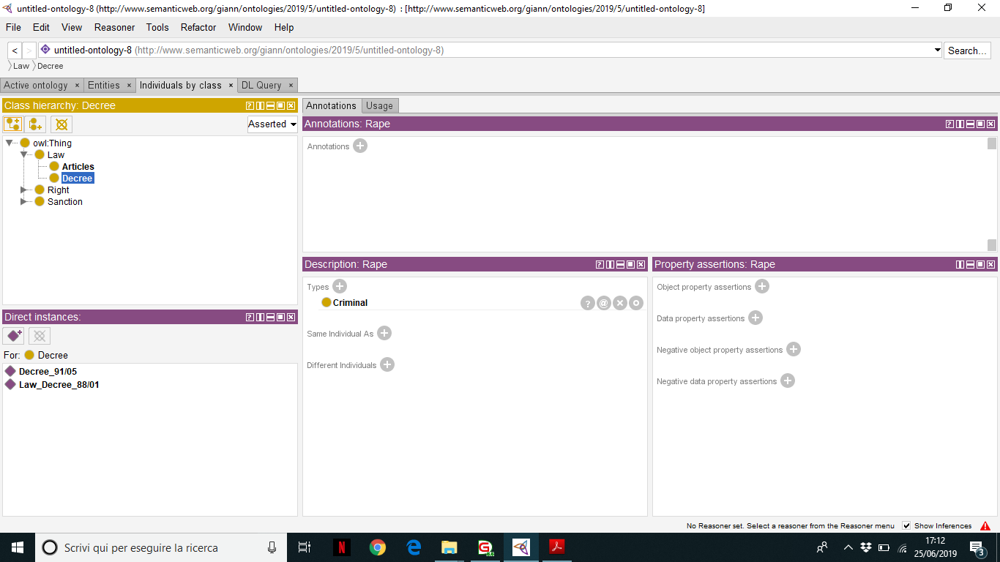 untitled-ontology-8 (http://www.semanticweb.org/giann/ontologies/2019/5/untitled-ontology-8) : [http://www.semanticweb.org/giann/ontologies/2019/5/untitled-ontology-8]
File Edit View Reasoner Tools Refactor Window Help
< > untitled-ontology-8 (http://www.semanticweb.org/giann/ontologies/2019/5/untitled-ontology-8) Search...
Law Decree
Active ontology × Entities × Individuals by class × DL Query ×
Class hierarchy: Decree
Asserted
owl:Thing
Law
Articles
Decree
Right
Sanction
Direct instances:
For: Decree
Decree_91/05
Law_Decree_88/01
Annotations Usage
Annotations: Rape
Annotations
Description: Rape
Types
Criminal
Same Individual As
Different Individuals
Property assertions: Rape
Object property assertions
Data property assertions
Negative object property assertions
Negative data property assertions
No Reasoner set. Select a reasoner from the Reasoner menu Show Inferences
Scrivi qui per eseguire la ricerca
17:12
25/06/2019
3